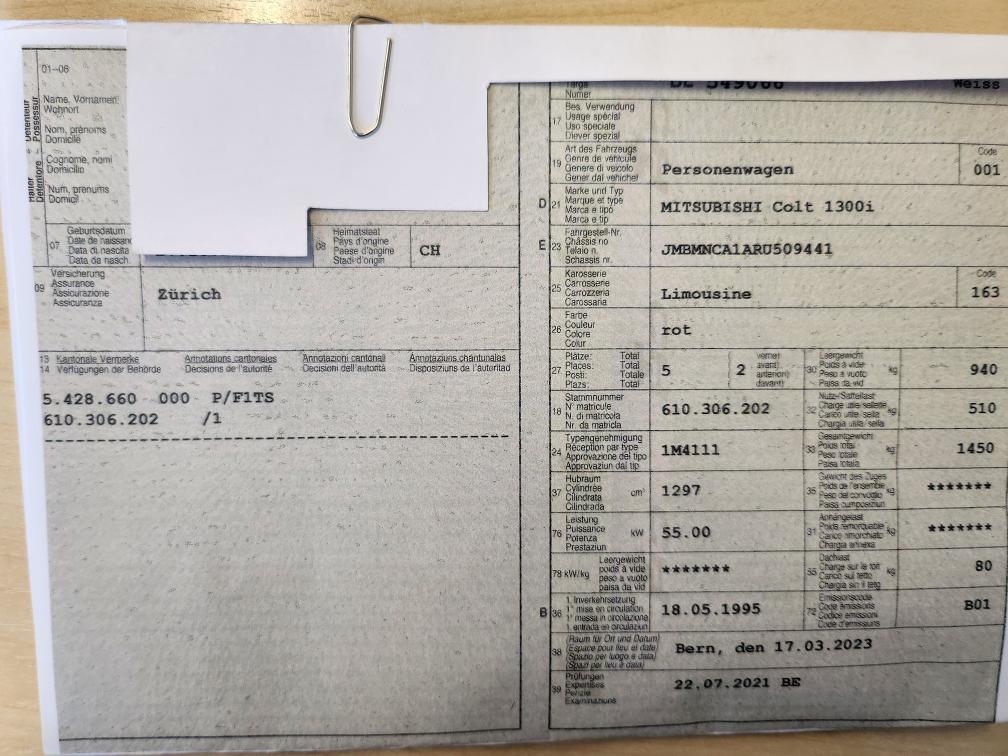 01-06
Détenteur
Possessur
Halter
Detentore
Name, Vornamen
Wohnort
Nom, prénoms
Domicile
Cognome, nomi
Domicilio
Num, prenums
Domicil
07 Geburtsdatum
Date de naissance
Data di nascita
Data da nasch.
08 Heimatstaat
Pays d'origine
Paese d'origine
Stadi d'origin
CH
09 Versicherung
Assurance
Assicurazione
Assicuranza
Zürich
13 Kantonale Vermerke Annotations cantonales Annotazioni cantonali Annotaziuns chantunalas
14 Verfügungen der Behörde Décisions de l'autorité Decisioni dell'autorità Disposiziuns de l'autoritad
5.428.660 000 P/F1TS
610.306.202 /1
Targa
Numer
Weiss
17 Bes. Verwendung
Usage spécial
Uso speciale
Diever spezial
19 Art des Fahrzeugs
Genre de véhicule
Genere di veicolo
Gener dal vehichel
Personenwagen
Code
001
D 21 Marke und Typ
Marque et type
Marca e tipo
Marca e tip
MITSUBISHI Colt 1300i
E 23 Fahrgestell-Nr.
Châssis no
Telaio n.
Schassis nr.
JMBMNCA1ARU509441
25 Karosserie
Carrosserie
Carrozzeria
Carossaria
Limousine
Code
163
26 Farbe
Couleur
Colore
Colur
rot
27 Plätze: Total
Places: Total
Posti: Totale
Plazs: Total
5
2
vorne)
avant)
anteriori)
davant)
30 Leergewicht
Poids à vide
Peso a vuoto
Paisa da vid
kg
940
18 Stammnummer
N° matricule
N. di matricola
Nr. da matricla
610.306.202
32 Nutz-/Sattellast
Charge utile/sellette
Carico utile/sella
Chargia utila/sella
kg
510
24 Typengenehmigung
Réception par type
Approvazione del tipo
Approvaziun dal tip
1M4111
33 Gesamtgewicht
Poids total
Peso totale
Paisa totala
kg
1450
37 Hubraum
Cylindrée
Cilindrata
Cilindrada
cm³
1297
35 Gewicht des Zuges
Poids de l'ensemble
Peso del convoglio
Paisa cumposiziun
kg
*******
76 Leistung
Puissance
Potenza
Prestaziun
kW
55.00
31 Anhängelast
Poids remorquable
Carico rimorchiato
Chargia annexa
kg
*******
78 kW/kg
Leergewicht
poids à vide
peso a vuoto
paisa da vid
*******
55 Dachlast
Charge sur le toit
Carico sul tetto
Chargia sin il tetg
kg
80
B 36 1. Inverkehrsetzung
1re mise en circulation
1a messa in circolazione
1. entrada en circulaziun
18.05.1995
72 Emissionscode
Code émissions
Codice emissioni
Code d'emissiuns
B01
38 (Raum für Ort und Datum)
(Espace pour lieu et date)
(Spazio per luogo e data)
(Spazi per lieu e data)
Bern, den 17.03.2023
39 Prüfungen
Expertises
Perizie
Examinaziuns
22.07.2021 BE